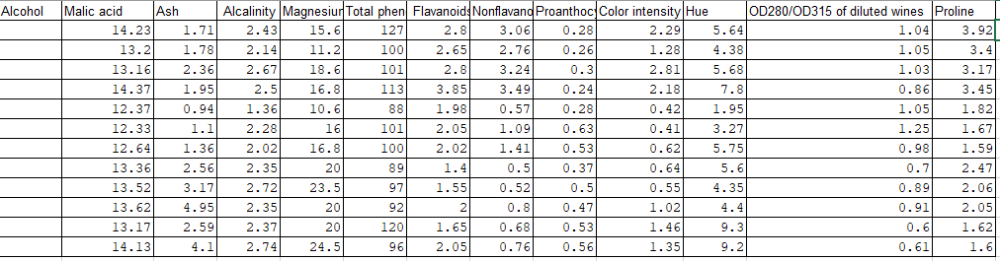 Alcohol Malic acid Ash Alcalinity Magnesiur Total phen Flavanoids Nonflavano Proanthoc Color intensity Hue OD280/OD315 of diluted wines Proline
14.23 1.71 2.43 15.6 127 2.8 3.06 0.28 2.29 5.64 1.04 3.92
13.2 1.78 2.14 11.2 100 2.65 2.76 0.26 1.28 4.38 1.05 3.4
13.16 2.36 2.67 18.6 101 2.8 3.24 0.3 2.81 5.68 1.03 3.17
14.37 1.95 2.5 16.8 113 3.85 3.49 0.24 2.18 7.8 0.86 3.45
12.37 0.94 1.36 10.6 88 1.98 0.57 0.28 0.42 1.95 1.05 1.82
12.33 1.1 2.28 16 101 2.05 1.09 0.63 0.41 3.27 1.25 1.67
12.64 1.36 2.02 16.8 100 2.02 1.41 0.53 0.62 5.75 0.98 1.59
13.36 2.56 2.35 20 89 1.4 0.5 0.37 0.64 5.6 0.7 2.47
13.52 3.17 2.72 23.5 97 1.55 0.52 0.5 0.55 4.35 0.89 2.06
13.62 4.95 2.35 20 92 2 0.8 0.47 1.02 4.4 0.91 2.05
13.17 2.59 2.37 20 120 1.65 0.68 0.53 1.46 9.3 0.6 1.62
14.13 4.1 2.74 24.5 96 2.05 0.76 0.56 1.35 9.2 0.61 1.6